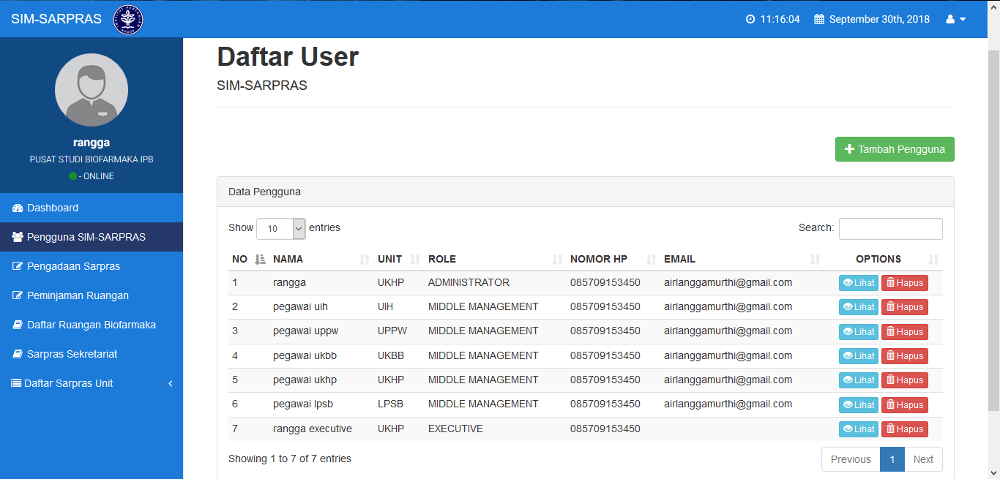 SIM-SARPRAS
11:16:04 September 30th, 2018
rangga
PUSAT STUDI BIOFARMAKA IPB
- ONLINE
Dashboard
Pengguna SIM-SARPRAS
Pengadaan Sarpras
Peminjaman Ruangan
Daftar Ruangan Biofarmaka
Sarpras Sekretariat
Daftar Sarpras Unit
Daftar User
SIM-SARPRAS
Tambah Pengguna
Data Pengguna
Show 10 entries Search:
NO NAMA UNIT ROLE NOMOR HP EMAIL OPTIONS
1 rangga UKHP ADMINISTRATOR 085709153450 airlanggamurthi@gmail.com Lihat Hapus
2 pegawai uih UIH MIDDLE MANAGEMENT 085709153450 airlanggamurthi@gmail.com Lihat Hapus
3 pegawai uppw UPPW MIDDLE MANAGEMENT 085709153450 airlanggamurthi@gmail.com Lihat Hapus
4 pegawai ukbb UKBB MIDDLE MANAGEMENT 085709153450 airlanggamurthi@gmail.com Lihat Hapus
5 pegawai ukhp UKHP MIDDLE MANAGEMENT 085709153450 airlanggamurthi@gmail.com Lihat Hapus
6 pegawai lpsb LPSB MIDDLE MANAGEMENT 085709153450 airlanggamurthi@gmail.com Lihat Hapus
7 rangga executive UKHP EXECUTIVE 085709153450 Lihat Hapus
Showing 1 to 7 of 7 entries
Previous 1 Next